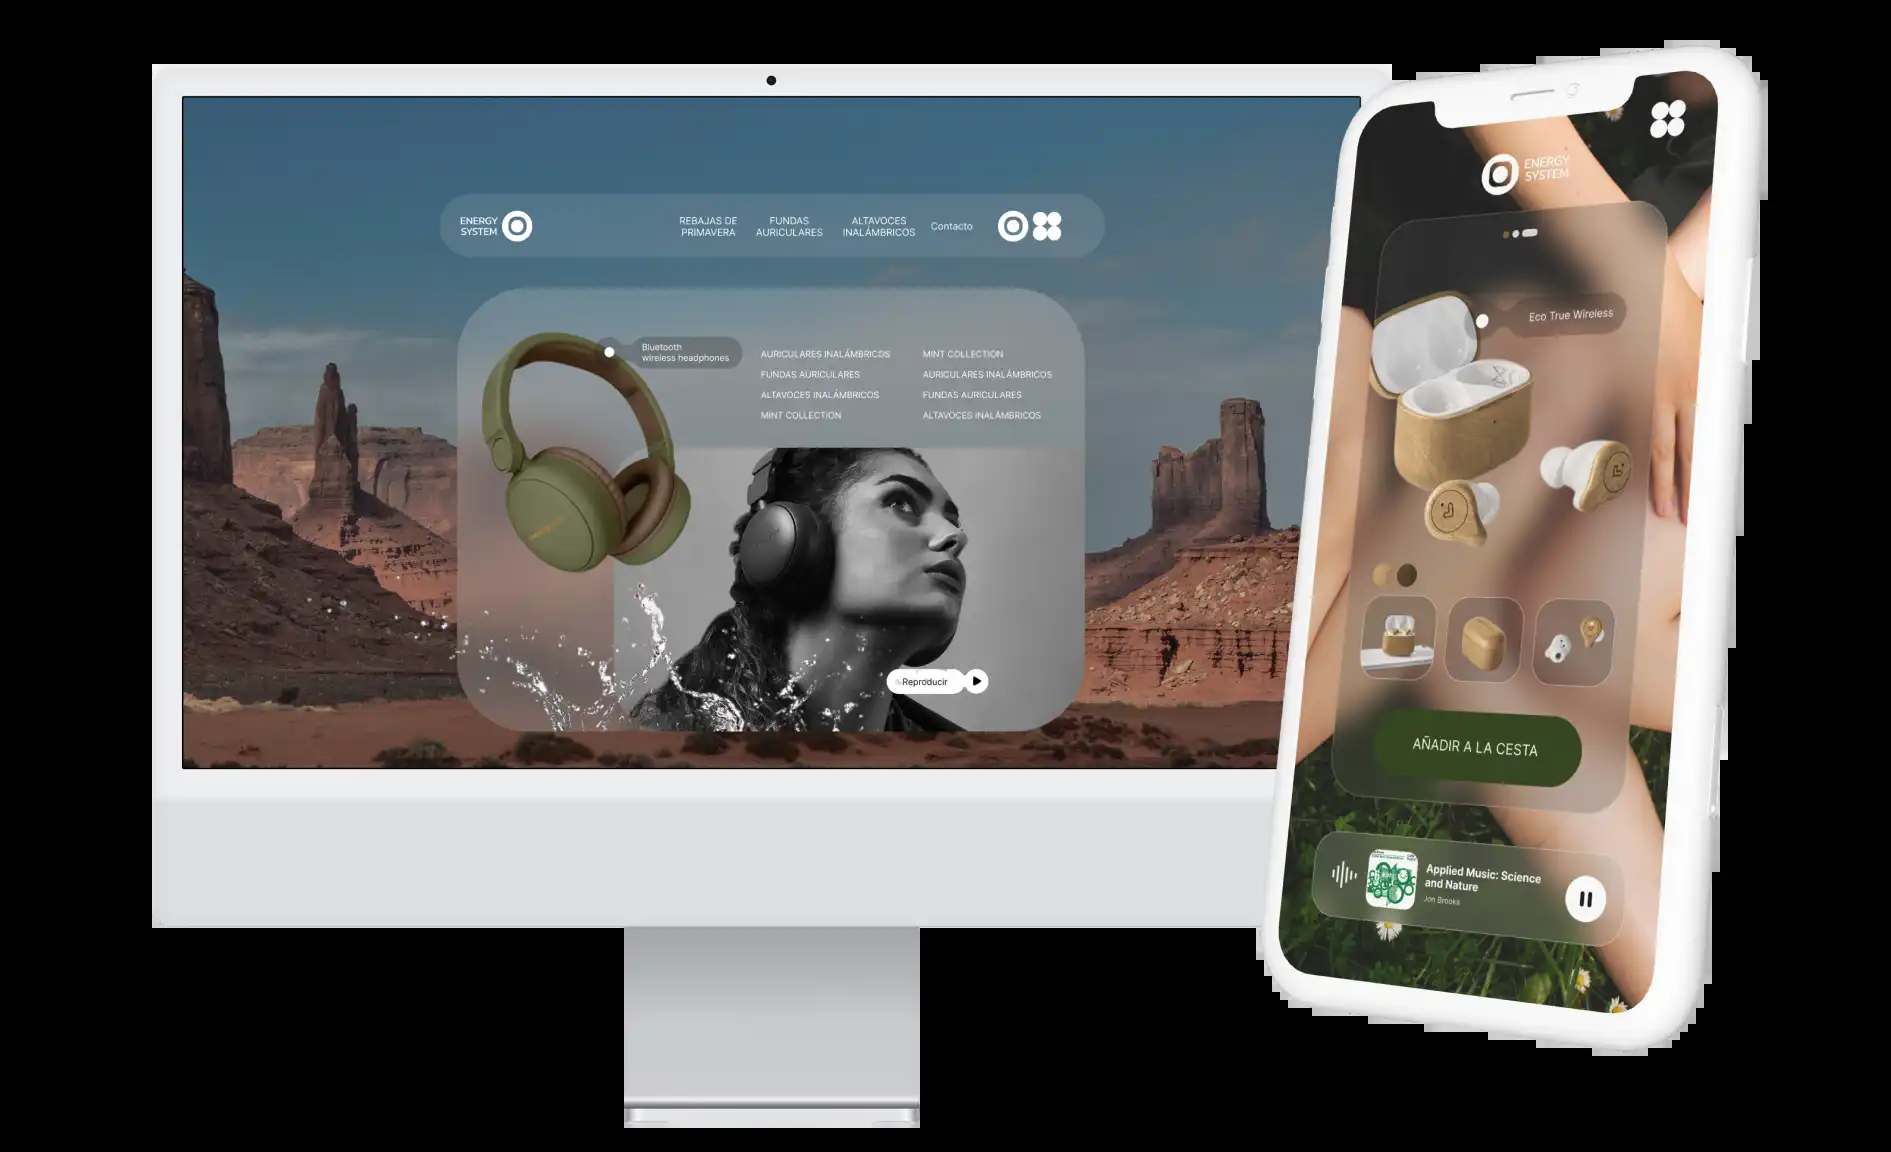 ENERGY
SYSTEM
REBAJAS DE
PRIMAVERA
FUNDAS
AURICULARES
ALTAVOCES
INALÁMBRICOS
Contacto
Bluetooth
wireless headphones
AURICULARES INALÁMBRICOS
FUNDAS AURICULARES
ALTAVOCES INALÁMBRICOS
MINT COLLECTION
MINT COLLECTION
AURICULARES INALÁMBRICOS
FUNDAS AURICULARES
ALTAVOCES INALÁMBRICOS
Reproducir
ENERGY
SYSTEM
Eco True Wireless
AÑADIR A LA CESTA
Applied Music: Science
and Nature
Jon Brooks